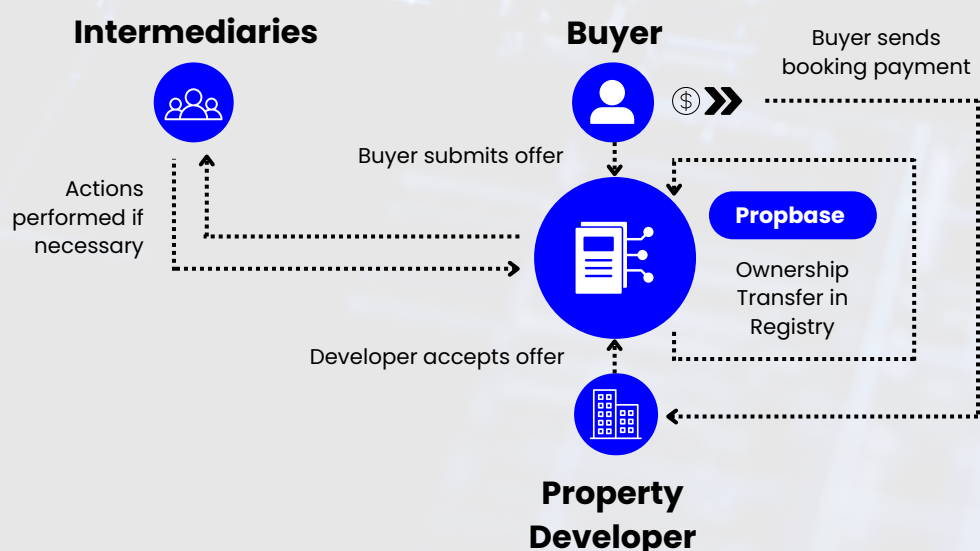 Intermediaries
Buyer
Buyer sends
booking payment
$
Buyer submits offer
Actions
performed if
necessary
Propbase
Ownership
Transfer in
Registry
Developer accepts offer
Property
Developer